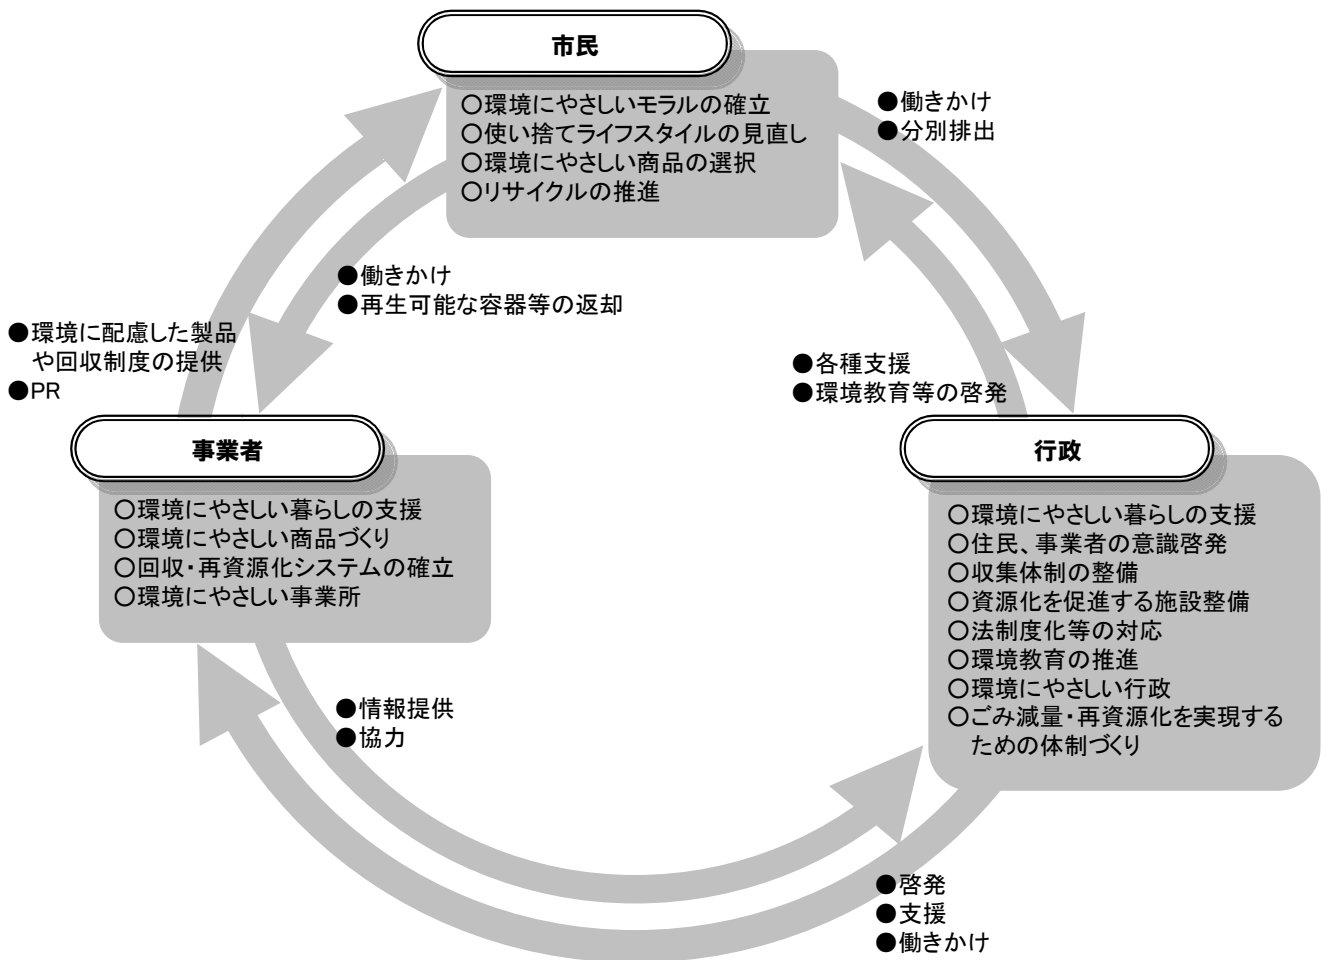 市民
○環境にやさしいモラルの確立
○使い捨てライフスタイルの見直し
○環境にやさしい商品の選択
○リサイクルの推進
●働きかけ
●分別排出
●働きかけ
●再生可能な容器等の返却
●環境に配慮した製品
や回収制度の提供
●PR
●各種支援
●環境教育等の啓発
事業者
○環境にやさしい暮らしの支援
○環境にやさしい商品づくり
○回収・再資源化システムの確立
○環境にやさしい事業所
行政
○環境にやさしい暮らしの支援
○住民、事業者の意識啓発
○収集体制の整備
○資源化を促進する施設整備
○法制度化等の対応
○環境教育の推進
○環境にやさしい行政
○ごみ減量・再資源化を実現する
ための体制づくり
●情報提供
●協力
●啓発
●支援
●働きかけ